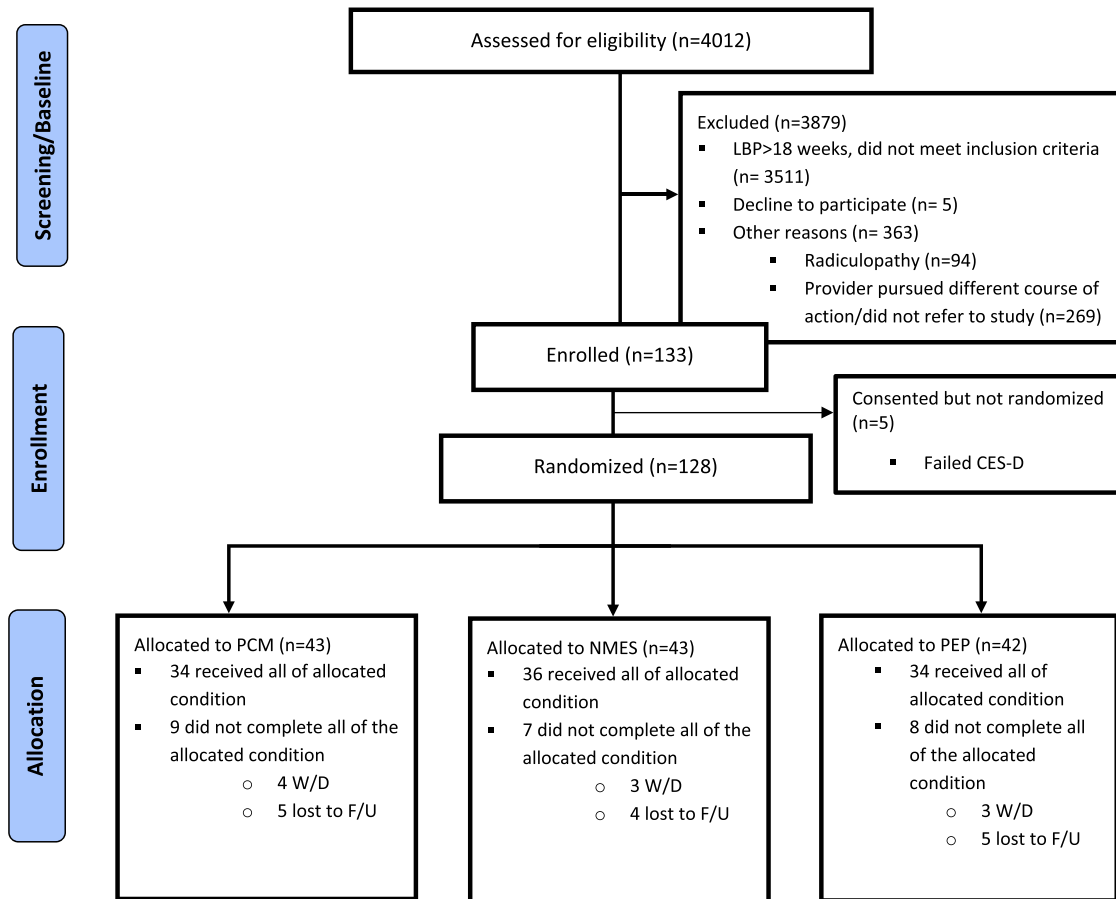 Screening/Baseline
Assessed for eligibility (n=4012)
Excluded (n=3879)
▪ LBP>18 weeks, did not meet inclusion criteria
(n= 3511)
▪ Decline to participate (n= 5)
▪ Other reasons (n= 363)
▪ Radiculopathy (n=94)
▪ Provider pursued different course of
action/did not refer to study (n=269)
Enrollment
Enrolled (n=133)
Consented but not randomized
(n=5)
▪ Failed CES-D
Randomized (n=128)
Allocation
Allocated to PCM (n=43)
▪ 34 received all of allocated
condition
▪ 9 did not complete all of the
allocated condition
○ 4 W/D
○ 5 lost to F/U
Allocated to NMES (n=43)
▪ 36 received all of allocated
condition
▪ 7 did not complete all of the
allocated condition
○ 3 W/D
○ 4 lost to F/U
Allocated to PEP (n=42)
▪ 34 received all of
allocated condition
▪ 8 did not complete all
of the allocated
condition
○ 3 W/D
○ 5 lost to F/U